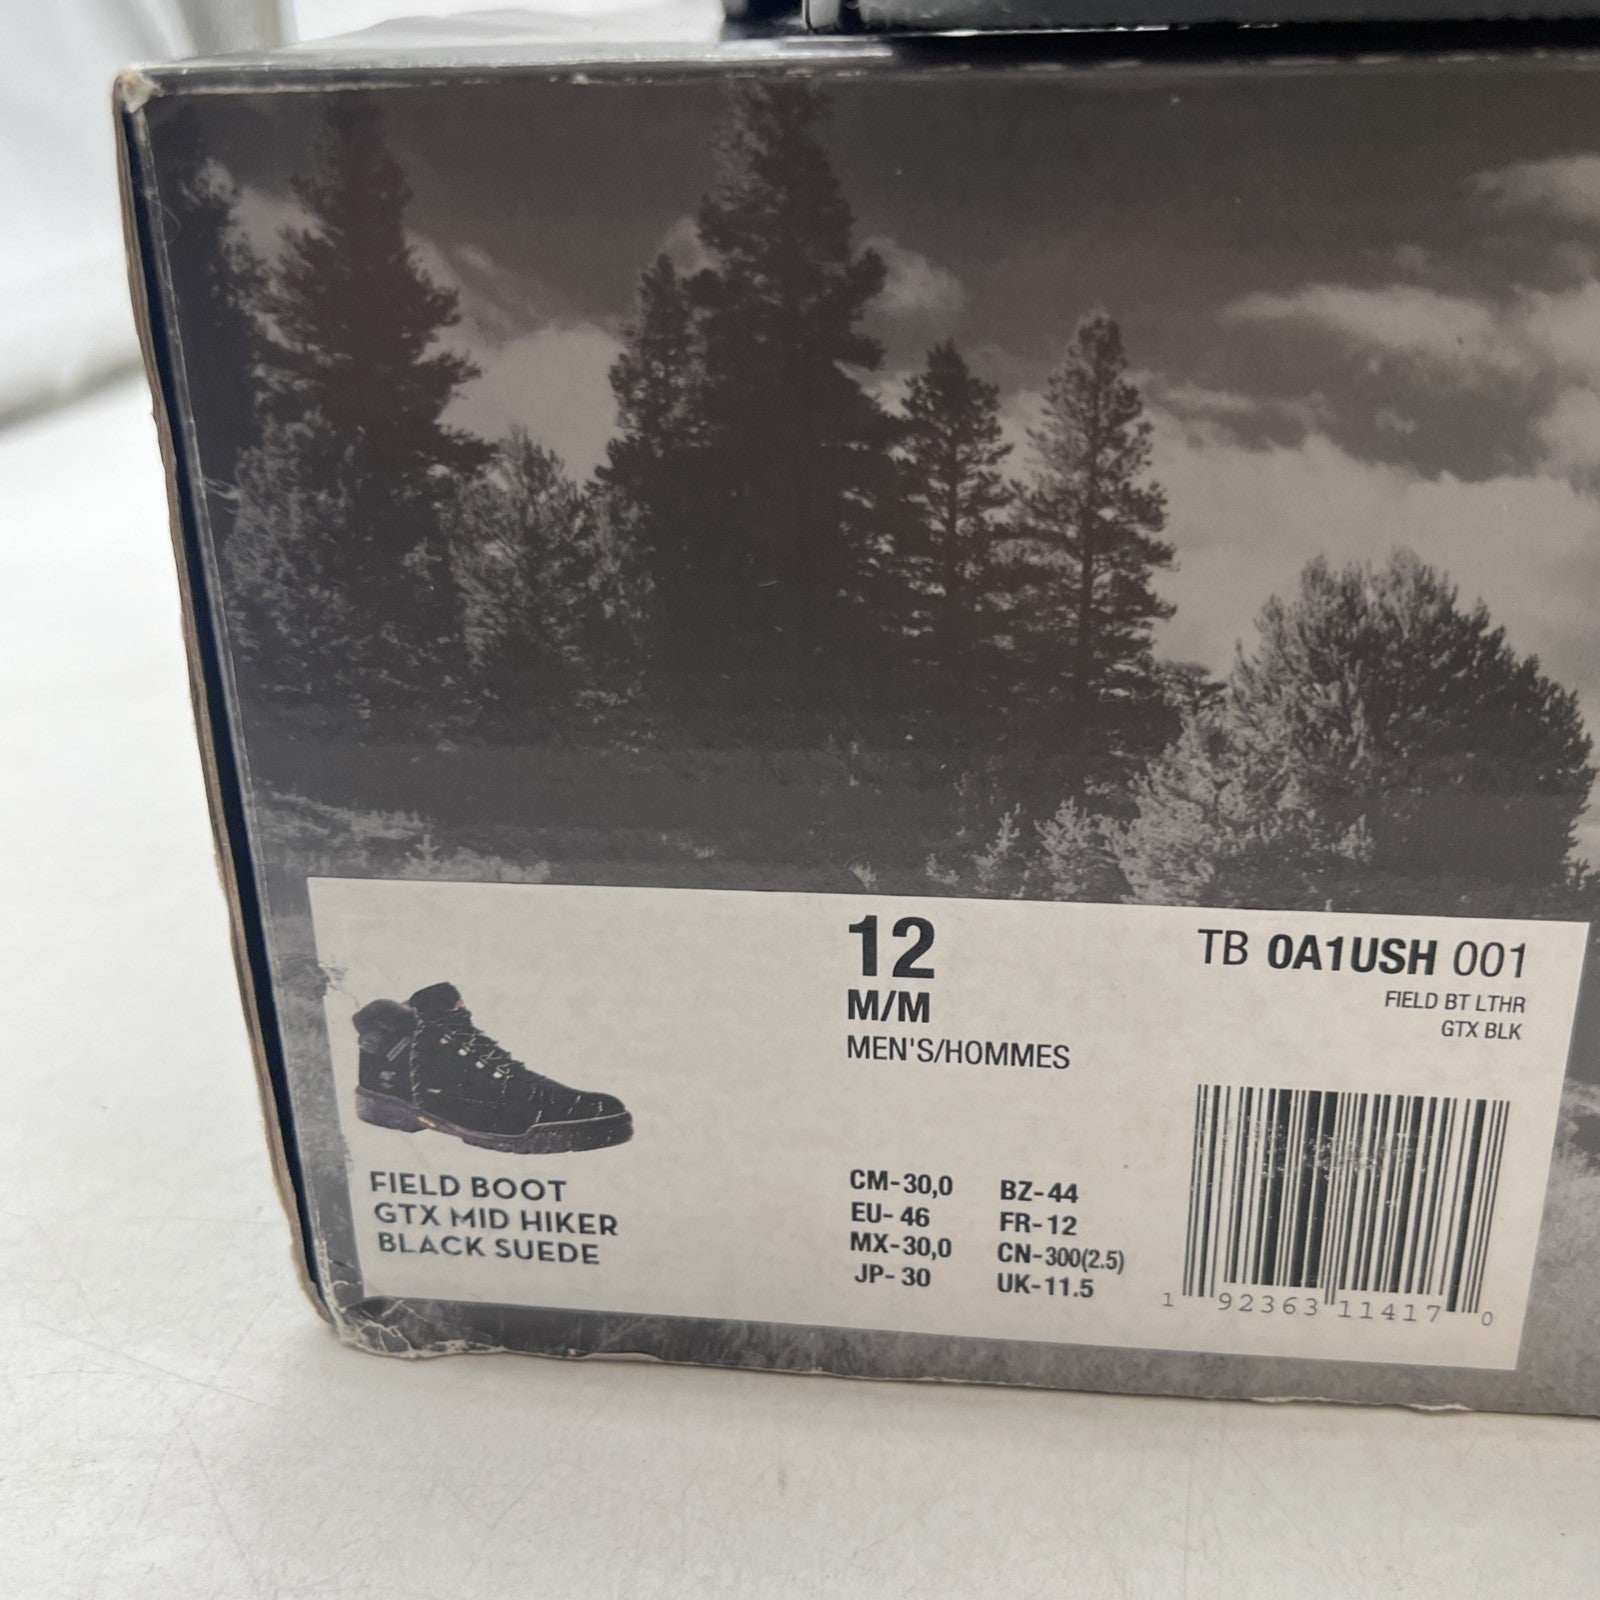 12
M/M
MEN'S/HOMMES
TB 0A1USH 001
FIELD BT LTHR
GTX BLK
FIELD BOOT
GTX MID HIKER
BLACK SUEDE
CM-30,0
EU- 46
MX-30,0
JP- 30
BZ-44
FR-12
CN-300(2.5)
UK-11.5
1 92363 11417 0